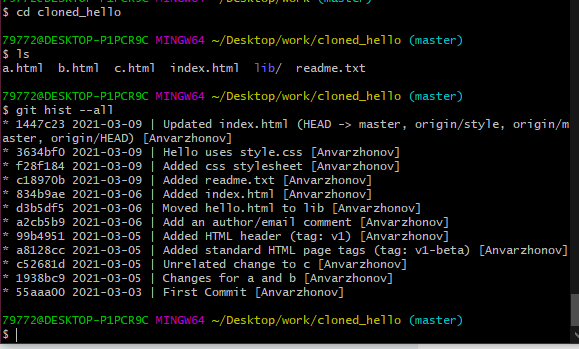 79772@DESKTOP-P1PCR9C MINGW64 ~/Desktop/work (master)
$ cd cloned_hello
79772@DESKTOP-P1PCR9C MINGW64 ~/Desktop/work/cloned_hello (master)
$ ls
a.html b.html c.html index.html lib/ readme.txt
79772@DESKTOP-P1PCR9C MINGW64 ~/Desktop/work/cloned_hello (master)
$ git hist --all
* 1447c23 2021-03-09 | Updated index.html (HEAD -> master, origin/style, origin/m
aster, origin/HEAD) [Anvarzhonov]
* 3634bf0 2021-03-09 | Hello uses style.css [Anvarzhonov]
* f28f184 2021-03-09 | Added css stylesheet [Anvarzhonov]
* c18970b 2021-03-09 | Added readme.txt [Anvarzhonov]
* 834b9ae 2021-03-06 | Added index.html [Anvarzhonov]
* d3b5df5 2021-03-06 | Moved hello.html to lib [Anvarzhonov]
* a2cb5b9 2021-03-06 | Add an author/email comment [Anvarzhonov]
* 99b4951 2021-03-05 | Added HTML header (tag: v1) [Anvarzhonov]
* a8128cc 2021-03-05 | Added standard HTML page tags (tag: v1-beta) [Anvarzhonov]
* c52681d 2021-03-05 | Unrelated change to c [Anvarzhonov]
* 1938bc9 2021-03-05 | Changes for a and b [Anvarzhonov]
* 55aaa00 2021-03-03 | First Commit [Anvarzhonov]
79772@DESKTOP-P1PCR9C MINGW64 ~/Desktop/work/cloned_hello (master)
$